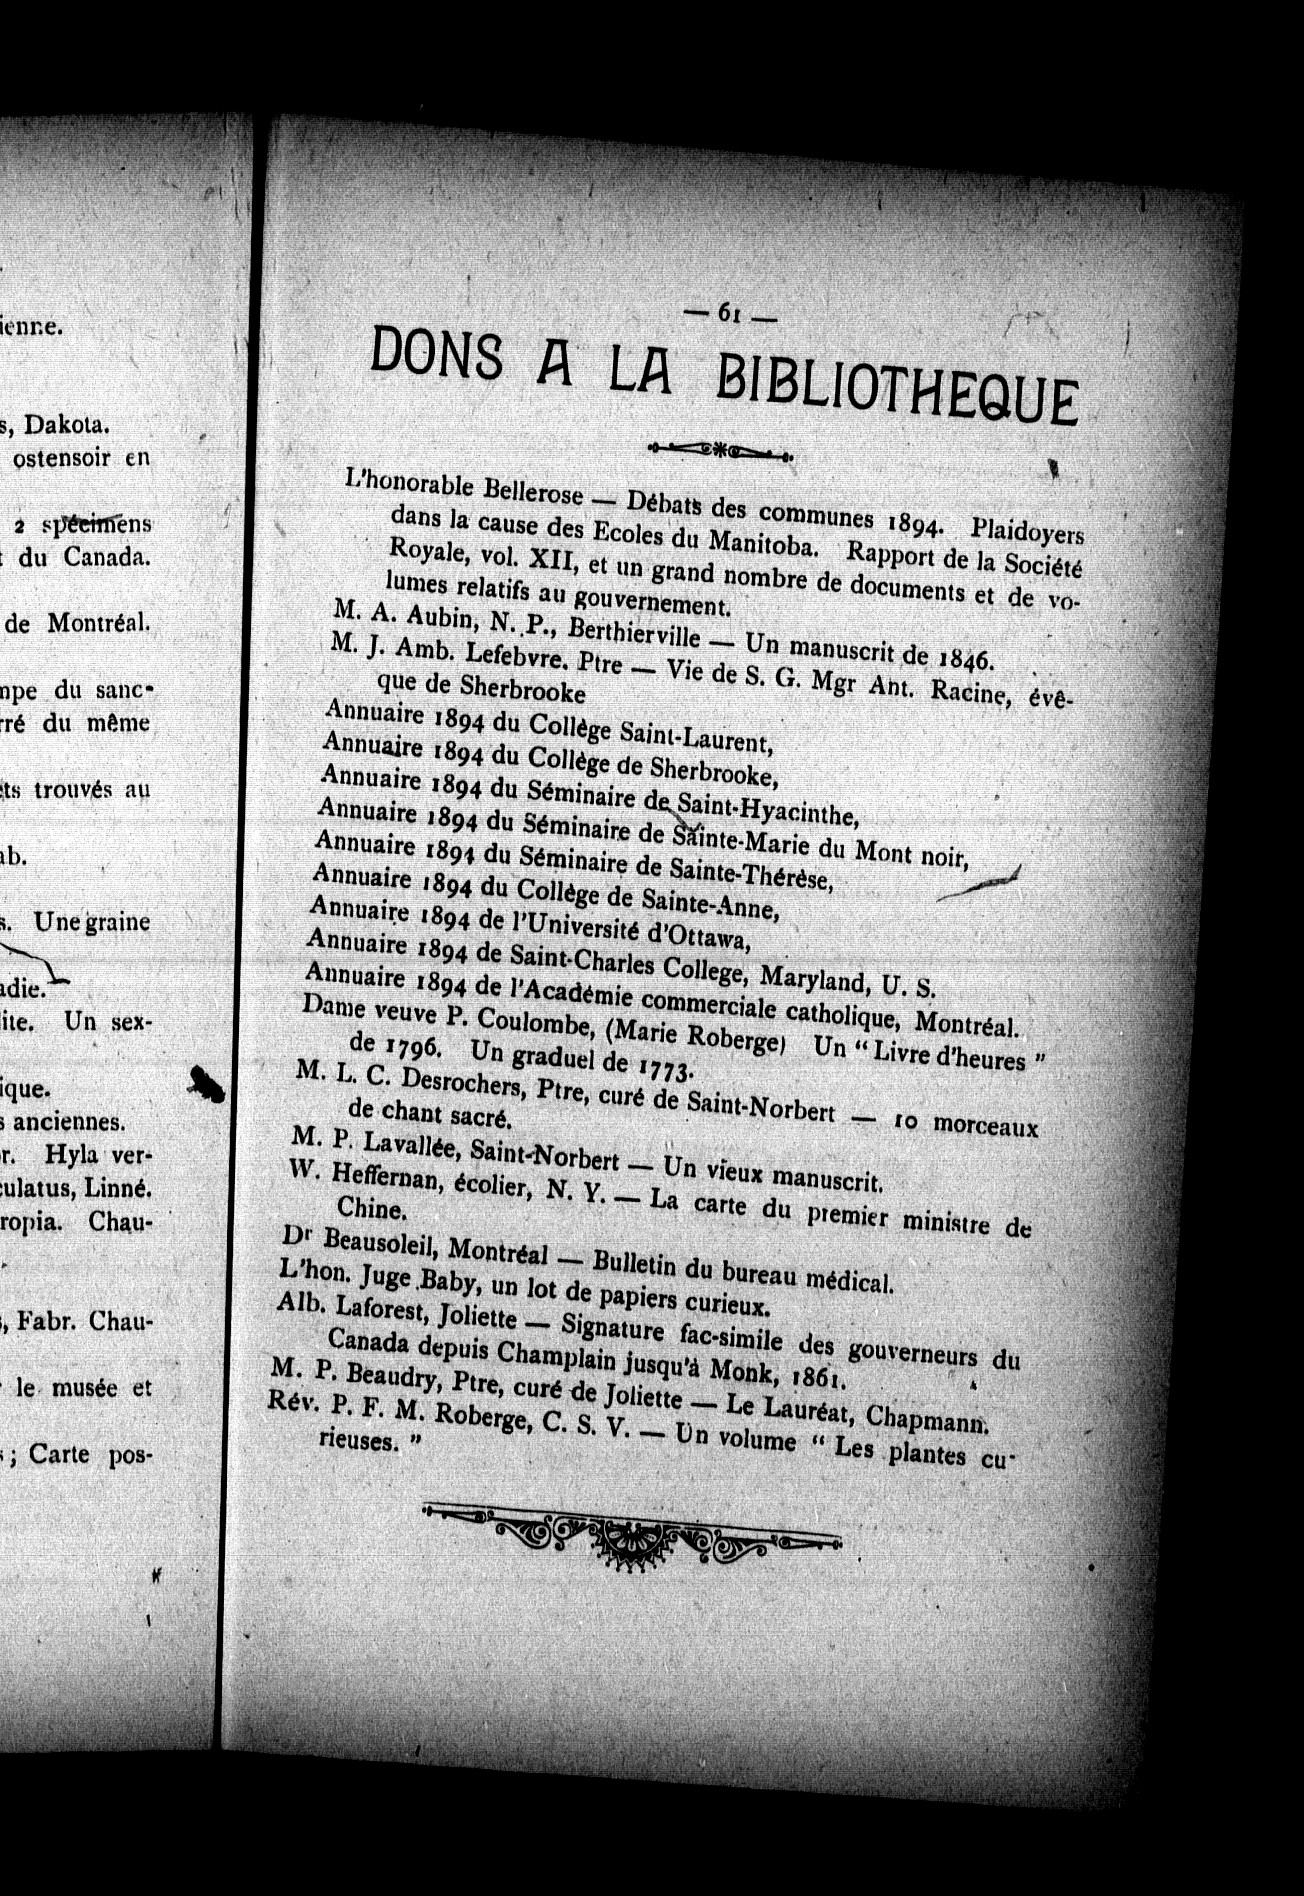 ienne.
s, Dakota.
ostensoir en
2 spécimens
t du Canada.
de Montréal.
mpe du sanc-
rré du même
ts trouvés au
ab.
s. Une graine
adie.
lite. Un sex-
ique.
s anciennes.
r. Hyla ver-
culatus, Linné.
ropia. Chau-
s, Fabr. Chau-
le musée et
s; Carte pos-
— 61 —
DONS A LA BIBLIOTHEQUE
L'honorable Bellerose — Débats des communes 1894. Plaidoyers
dans la cause des Ecoles du Manitoba. Rapport de la Société
Royale, vol. XII, et un grand nombre de documents et de vo-
lumes relatifs au gouvernement.
M. A. Aubin, N. P., Berthierville — Un manuscrit de 1846.
M. J. Amb. Lefebvre. Ptre — Vie de S. G. Mgr Ant. Racine, évê-
que de Sherbrooke
Annuaire 1894 du Collège Saint-Laurent,
Annuaire 1894 du Collège de Sherbrooke,
Annuaire 1894 du Séminaire de Saint-Hyacinthe,
Annuaire 1894 du Séminaire de Sainte-Marie du Mont noir,
Annuaire 1894 du Séminaire de Sainte-Thérèse,
Annuaire 1894 du Collège de Sainte-Anne,
Annuaire 1894 de l'Université d'Ottawa,
Annuaire 1894 de Saint-Charles College, Maryland, U. S.
Annuaire 1894 de l'Académie commerciale catholique, Montréal.
Dame veuve P. Coulombe, (Marie Roberge) Un “ Livre d'heures ”
de 1796. Un graduel de 1773.
M. L. C. Desrochers, Ptre, curé de Saint-Norbert — 10 morceaux
de chant sacré.
M. P. Lavallée, Saint-Norbert — Un vieux manuscrit.
W. Heffernan, écolier, N. Y. — La carte du premier ministre de
Chine.
Dr Beausoleil, Montréal — Bulletin du bureau médical.
L'hon. Juge Baby, un lot de papiers curieux.
Alb. Laforest, Joliette — Signature fac-simile des gouverneurs du
Canada depuis Champlain jusqu'à Monk, 1861.
M. P. Beaudry, Ptre, curé de Joliette — Le Lauréat, Chapmann.
Rév. P. F. M. Roberge, C. S. V. — Un volume “ Les plantes cu-
rieuses. ”